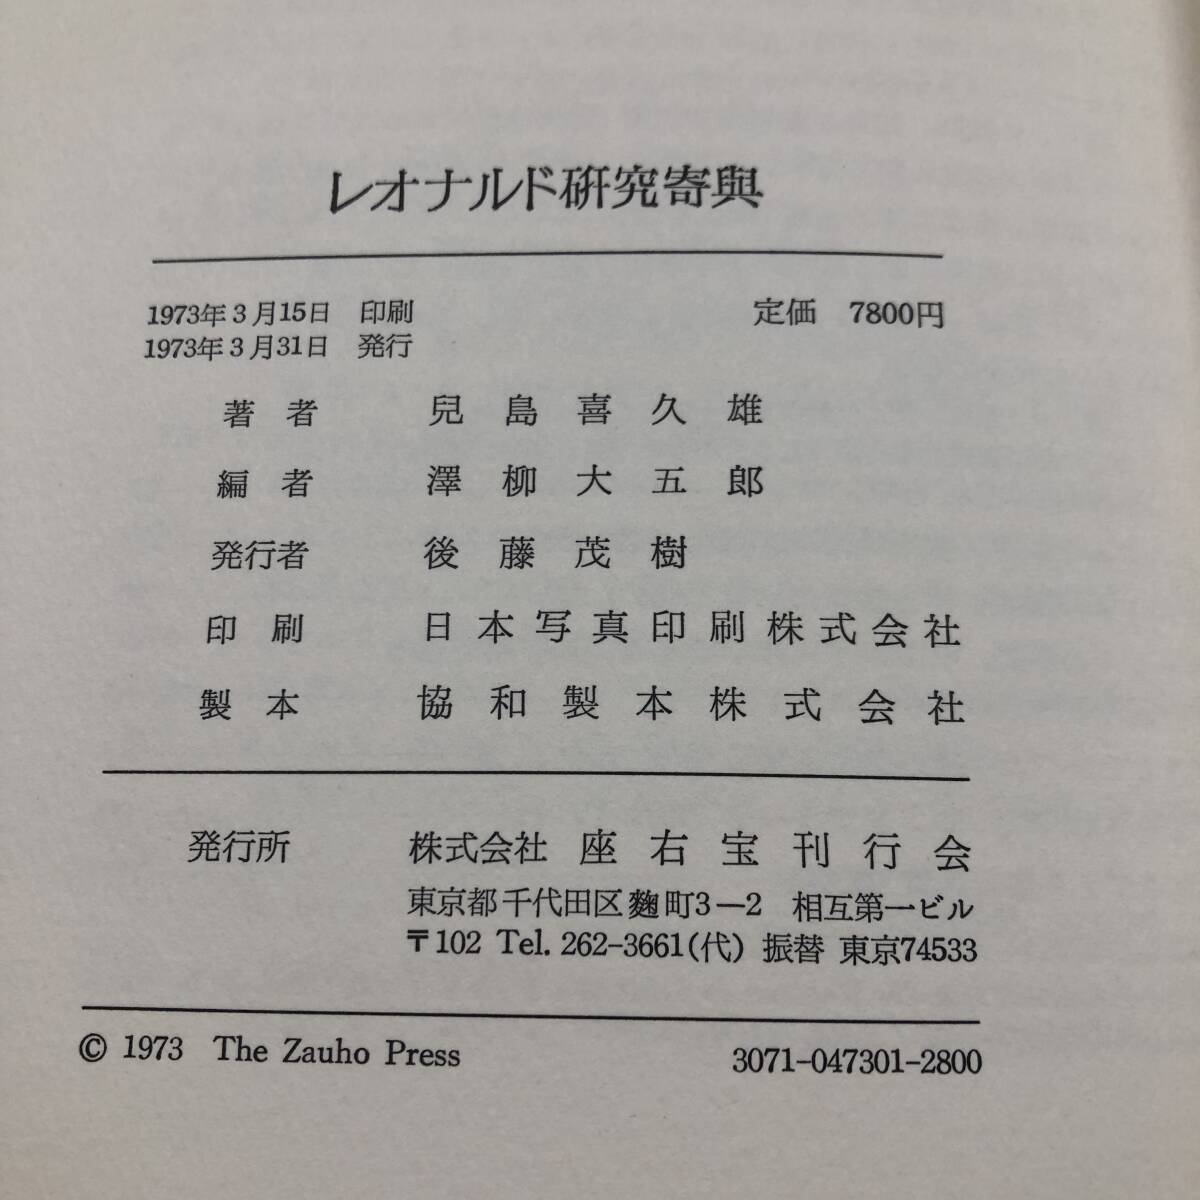 レオナルド研究寄與
1973年3月15日 印刷 定価 7800円
1973年3月31日 発行
著者 兒島喜久雄
編者 澤柳大五郎
発行者 後藤茂樹
印刷 日本写真印刷株式会社
製本 協和製本株式会社
発行所 株式会社 座右宝刊行会
東京都千代田区麹町3—2 相互第一ビル
〒102 Tel. 262-3661(代) 振替 東京74533
© 1973 The Zauho Press 3071-047301-2800